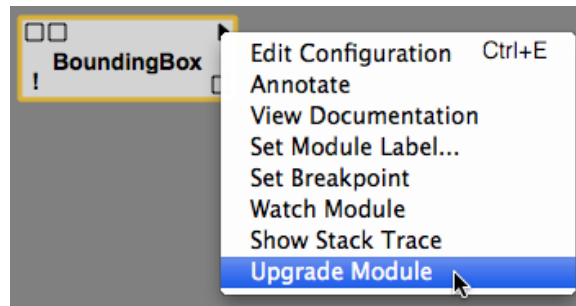 BoundingBox
!
Edit Configuration Ctrl+E
Annotate
View Documentation
Set Module Label...
Set Breakpoint
Watch Module
Show Stack Trace
Upgrade Module